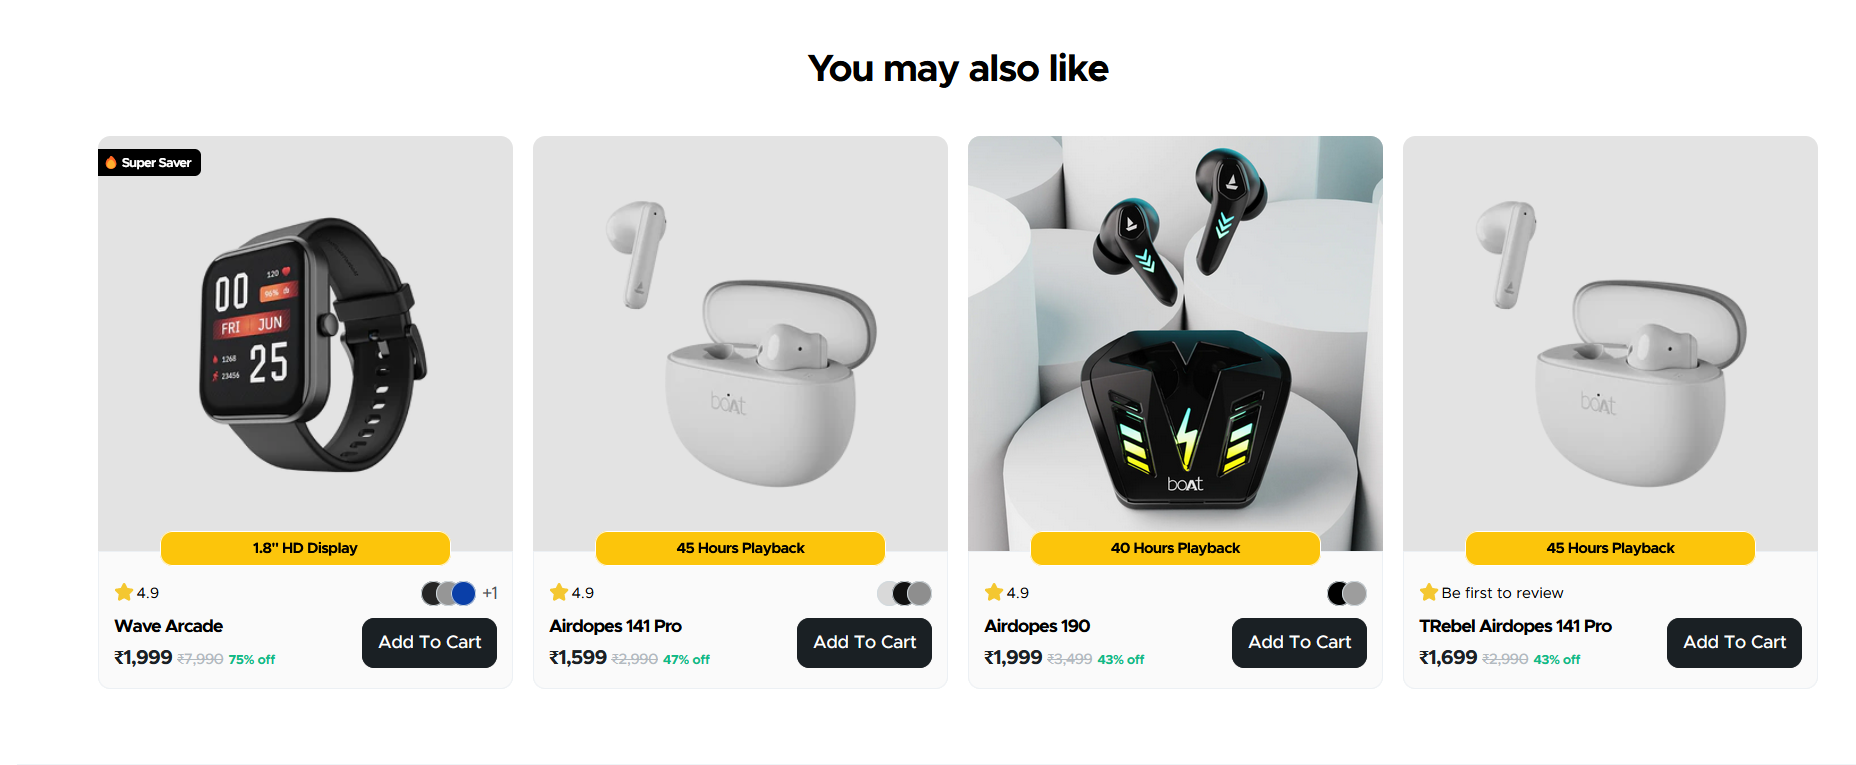 You may also like
Super Saver
00
120
96%
FRI JUN
1268
23456
25
1.8" HD Display
4.9
+1
Wave Arcade
₹1,999 ₹7,990 75% off
Add To Cart
boAt
45 Hours Playback
4.9
Airdopes 141 Pro
₹1,599 ₹2,990 47% off
Add To Cart
boAt
40 Hours Playback
4.9
Airdopes 190
₹1,999 ₹3,499 43% off
Add To Cart
boAt
45 Hours Playback
Be first to review
TRebel Airdopes 141 Pro
₹1,699 ₹2,990 43% off
Add To Cart